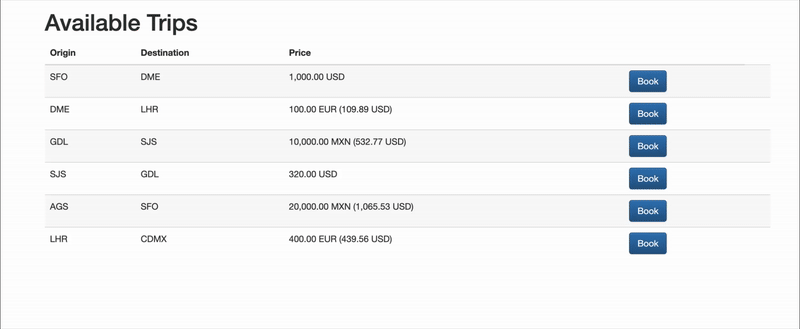 Available Trips
Origin Destination Price
SFO DME 1,000.00 USD Book
DME LHR 100.00 EUR (109.89 USD) Book
GDL SJS 10,000.00 MXN (532.77 USD) Book
SJS GDL 320.00 USD Book
AGS SFO 20,000.00 MXN (1,065.53 USD) Book
LHR CDMX 400.00 EUR (439.56 USD) Book